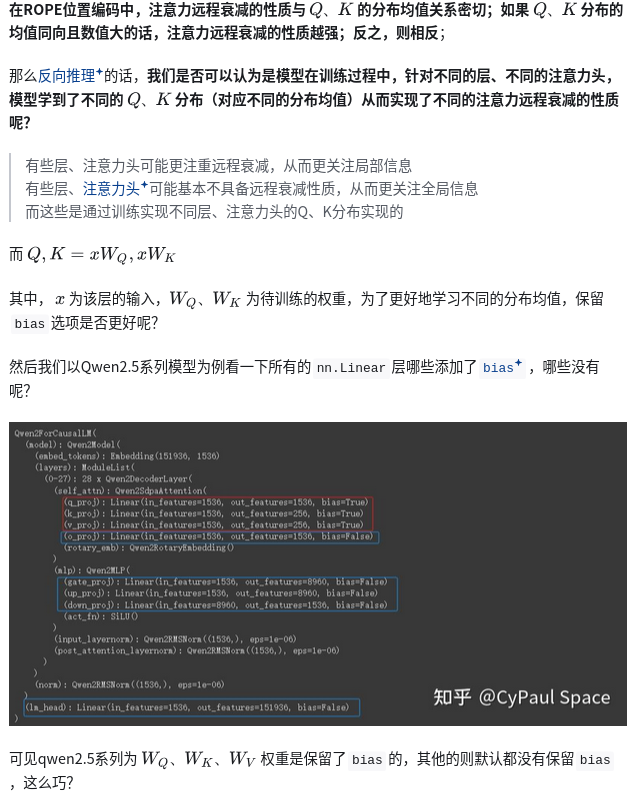 在ROPE位置编码中，注意力远程衰减的性质与 Q、K 的分布均值关系密切；如果 Q、K 分布的
均值同向且数值大的话，注意力远程衰减的性质越强；反之，则相反；
那么反向推理的话，我们是否可以认为是模型在训练过程中，针对不同的层、不同的注意力头，
模型学到了不同的 Q、K 分布（对应不同的分布均值）从而实现了不同的注意力远程衰减的性质
呢？
有些层、注意力头可能更注重远程衰减，从而更关注局部信息
有些层、注意力头可能基本不具备远程衰减性质，从而更关注全局信息
而这些是通过训练实现不同层、注意力头的Q、K分布实现的
而 Q, K = xW_Q, xW_K
其中， x 为该层的输入，W_Q、W_K 为待训练的权重，为了更好地学习不同的分布均值，保留
bias 选项是否更好呢？
然后我们以Qwen2.5系列模型为例看一下所有的 nn.Linear 层哪些添加了 bias ，哪些没有
呢？
Qwen2ForCausalLM(
(model): Qwen2Model(
(embed_tokens): Embedding(151936, 1536)
(layers): ModuleList(
(0-27): 28 x Qwen2DecoderLayer(
(self_attn): Qwen2SdpaAttention(
(q_proj): Linear(in_features=1536, out_features=1536, bias=True)
(k_proj): Linear(in_features=1536, out_features=256, bias=True)
(v_proj): Linear(in_features=1536, out_features=256, bias=True)
(o_proj): Linear(in_features=1536, out_features=1536, bias=False)
(rotary_emb): Qwen2RotaryEmbedding()
)
(mlp): Qwen2MLP(
(gate_proj): Linear(in_features=1536, out_features=8960, bias=False)
(up_proj): Linear(in_features=1536, out_features=8960, bias=False)
(down_proj): Linear(in_features=8960, out_features=1536, bias=False)
(act_fn): SiLU()
)
(input_layernorm): Qwen2RMSNorm((1536,), eps=1e-06)
(post_attention_layernorm): Qwen2RMSNorm((1536,), eps=1e-06)
)
)
(norm): Qwen2RMSNorm((1536,), eps=1e-06)
)
(lm_head): Linear(in_features=1536, out_features=151936, bias=False)
)
知乎 @CyPaul Space
可见qwen2.5系列为 W_Q、W_K、W_V 权重是保留了 bias 的，其他的则默认都没有保留 bias
，这么巧？